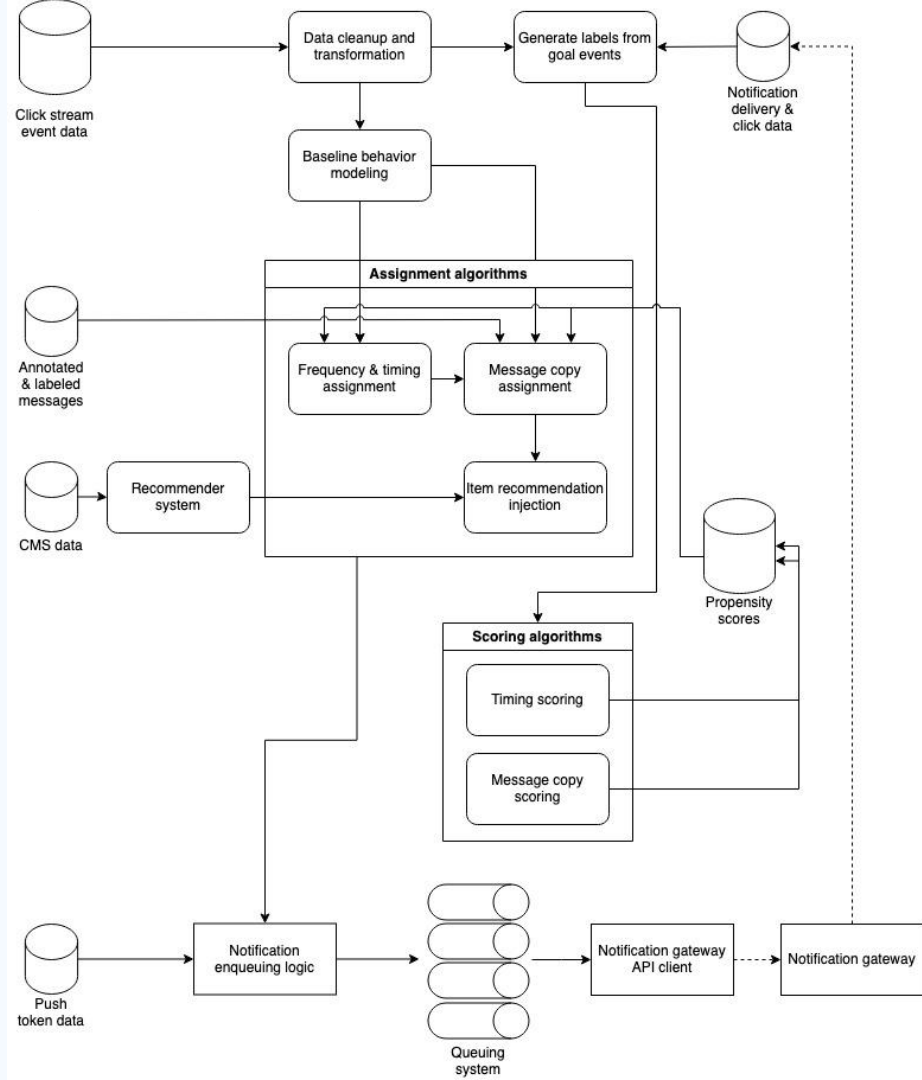 Click stream
event data
Data cleanup and
transformation
Generate labels from
goal events
Notification
delivery &
click data
Baseline behavior
modeling
Assignment algorithms
Annotated
& labeled
messages
Frequency & timing
assignment
Message copy
assignment
CMS data
Recommender
system
Item recommendation
injection
Propensity
scores
Scoring algorithms
Timing scoring
Message copy
scoring
Push
token data
Notification
enqueuing logic
Queuing
system
Notification gateway
API client
Notification gateway